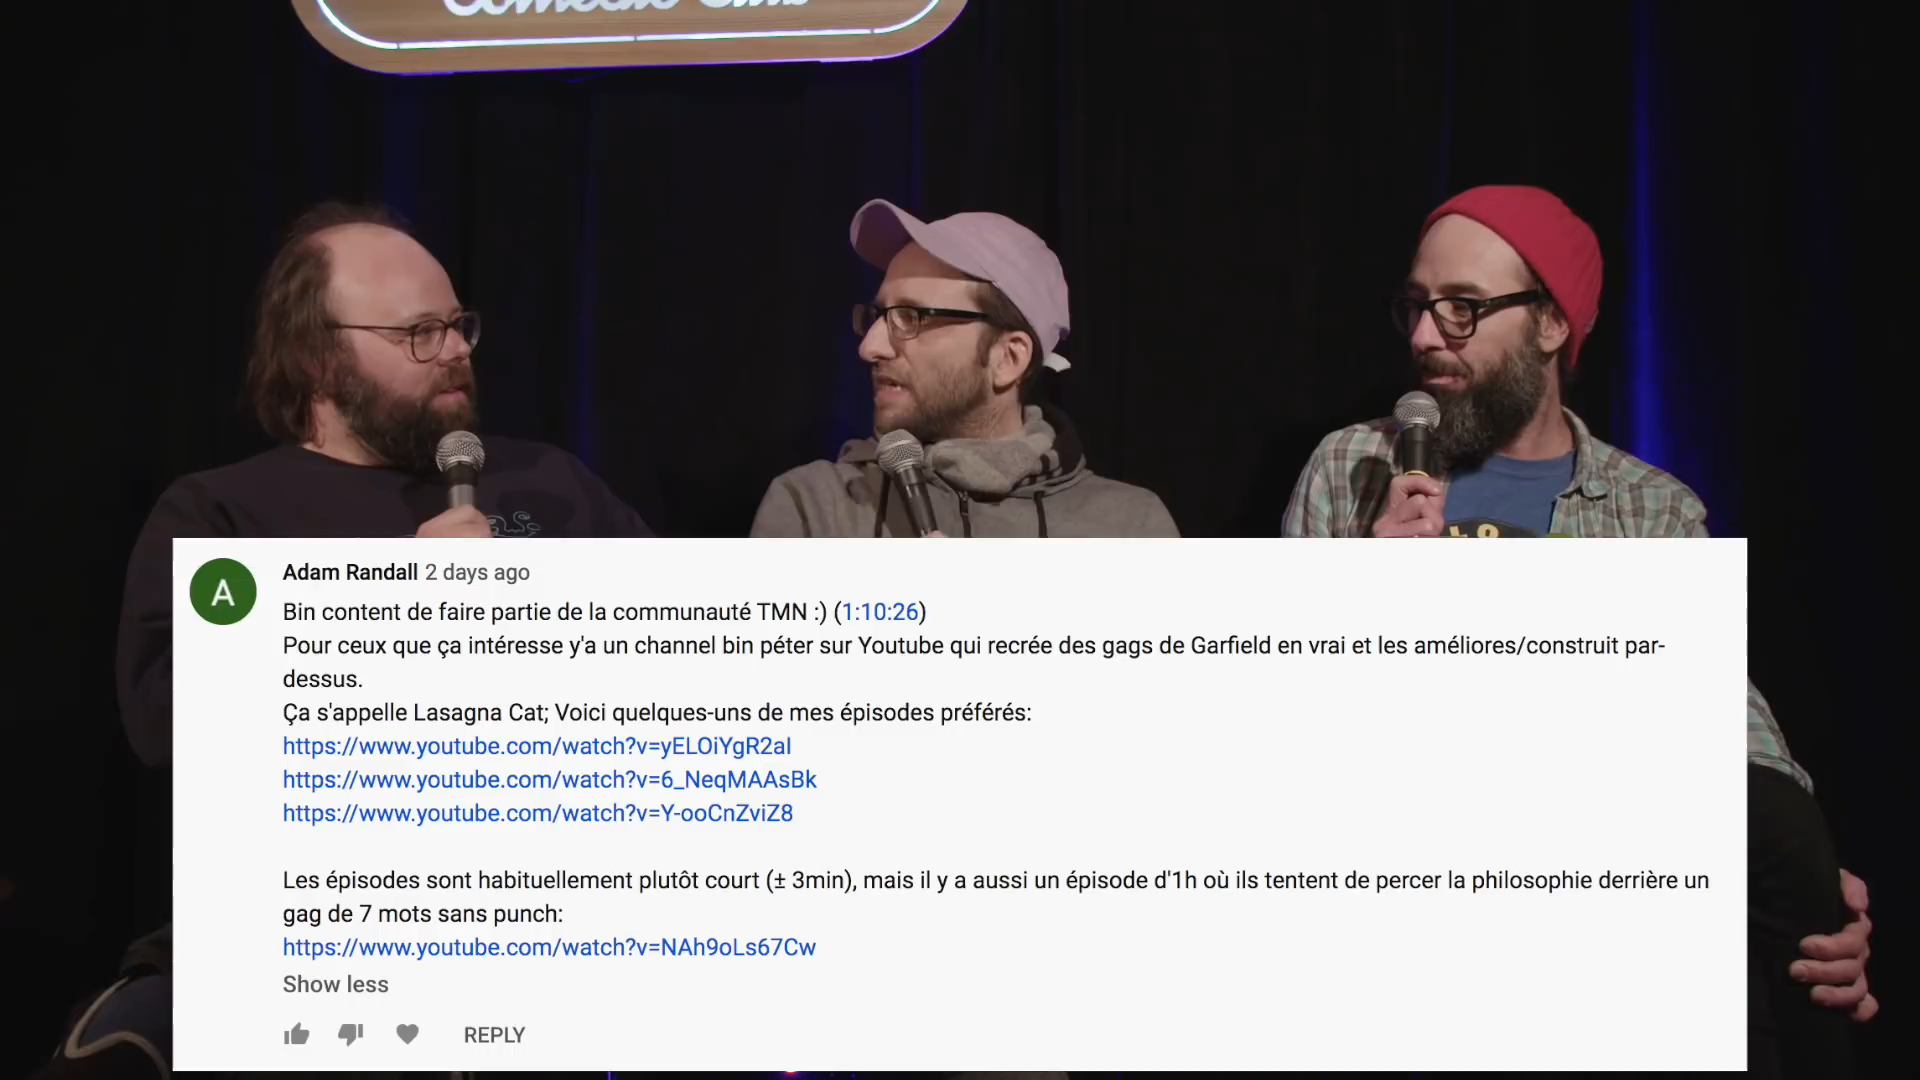 Comedie Club
Adam Randall 2 days ago
Bin content de faire partie de la communauté TMN :) (1:10:26)
Pour ceux que ça intéresse y'a un channel bin péter sur Youtube qui recrée des gags de Garfield en vrai et les améliores/construit par-
dessus.
Ça s'appelle Lasagna Cat; Voici quelques-uns de mes épisodes préférés:
https://www.youtube.com/watch?v=yELOiYgR2aI
https://www.youtube.com/watch?v=6_NeqMAAsBk
https://www.youtube.com/watch?v=Y-ooCnZviZ8
Les épisodes sont habituellement plutôt court (± 3min), mais il y a aussi un épisode d'1h où ils tentent de percer la philosophie derrière un
gag de 7 mots sans punch:
https://www.youtube.com/watch?v=NAh9oLs67Cw
Show less
REPLY
A